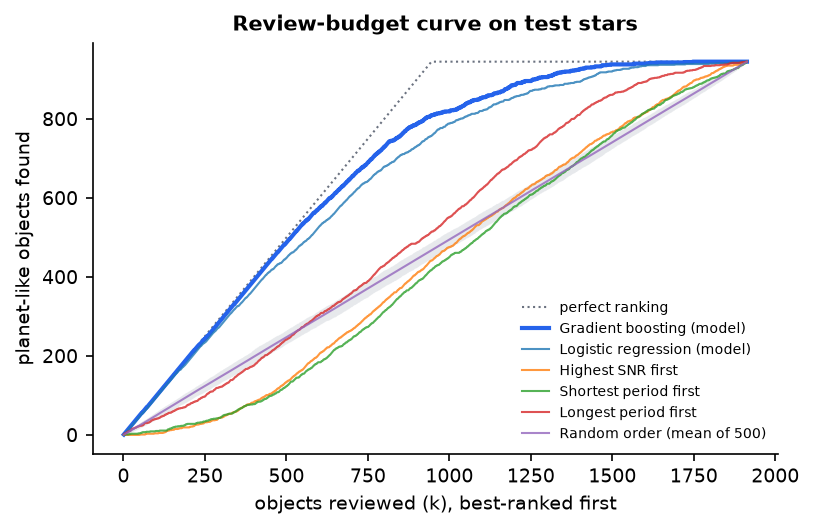 Review-budget curve on test stars
planet-like objects found
800
600
400
200
0
perfect ranking
Gradient boosting (model)
Logistic regression (model)
Highest SNR first
Shortest period first
Longest period first
Random order (mean of 500)
0 250 500 750 1000 1250 1500 1750 2000
objects reviewed (k), best-ranked first